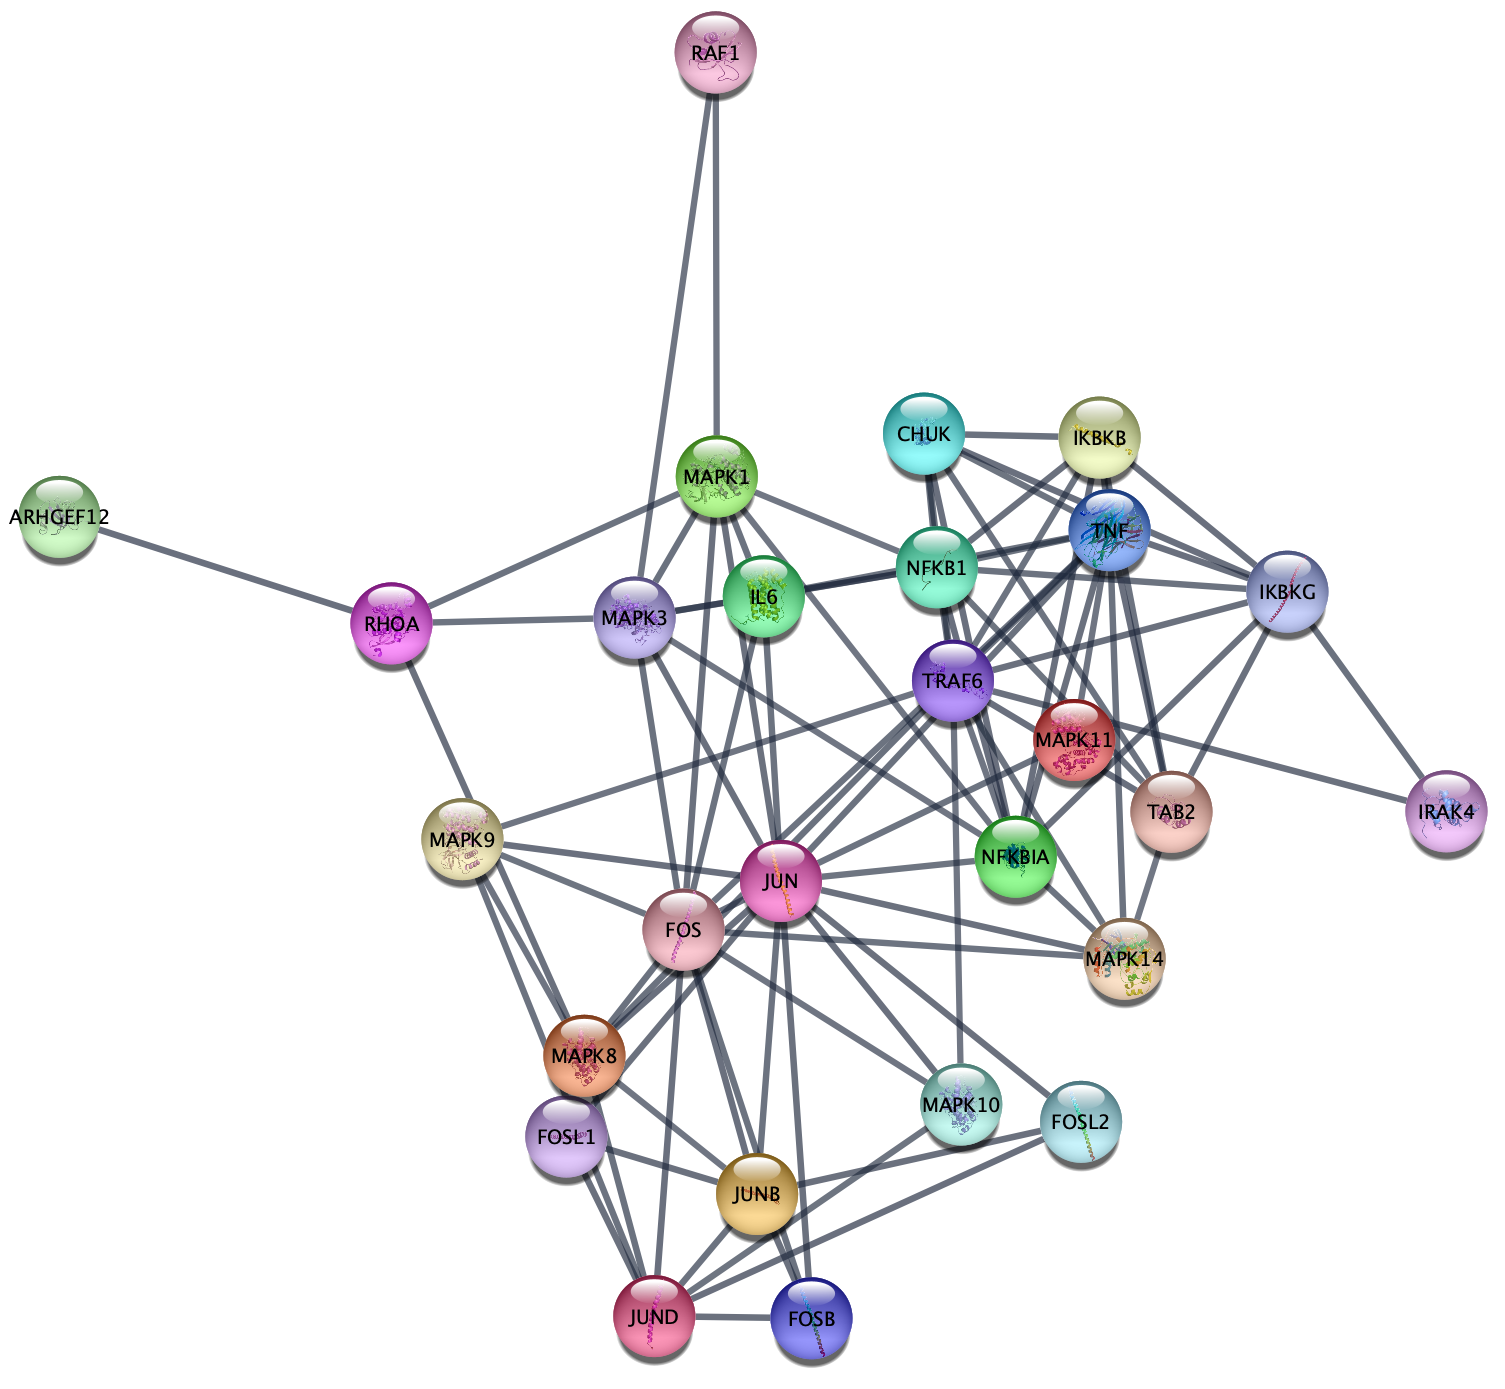 RAF1
CHUK
IKBKB
MAPK1
ARHGEF12
TNF
NFKB1
IKBKG
IL6
MAPK3
RHOA
TRAF6
MAPK11
TAB2
IRAK4
MAPK9
NFKBIA
JUN
FOS
MAPK14
MAPK8
MAPK10
FOSL2
FOSL1
JUNB
JUND
FOSB